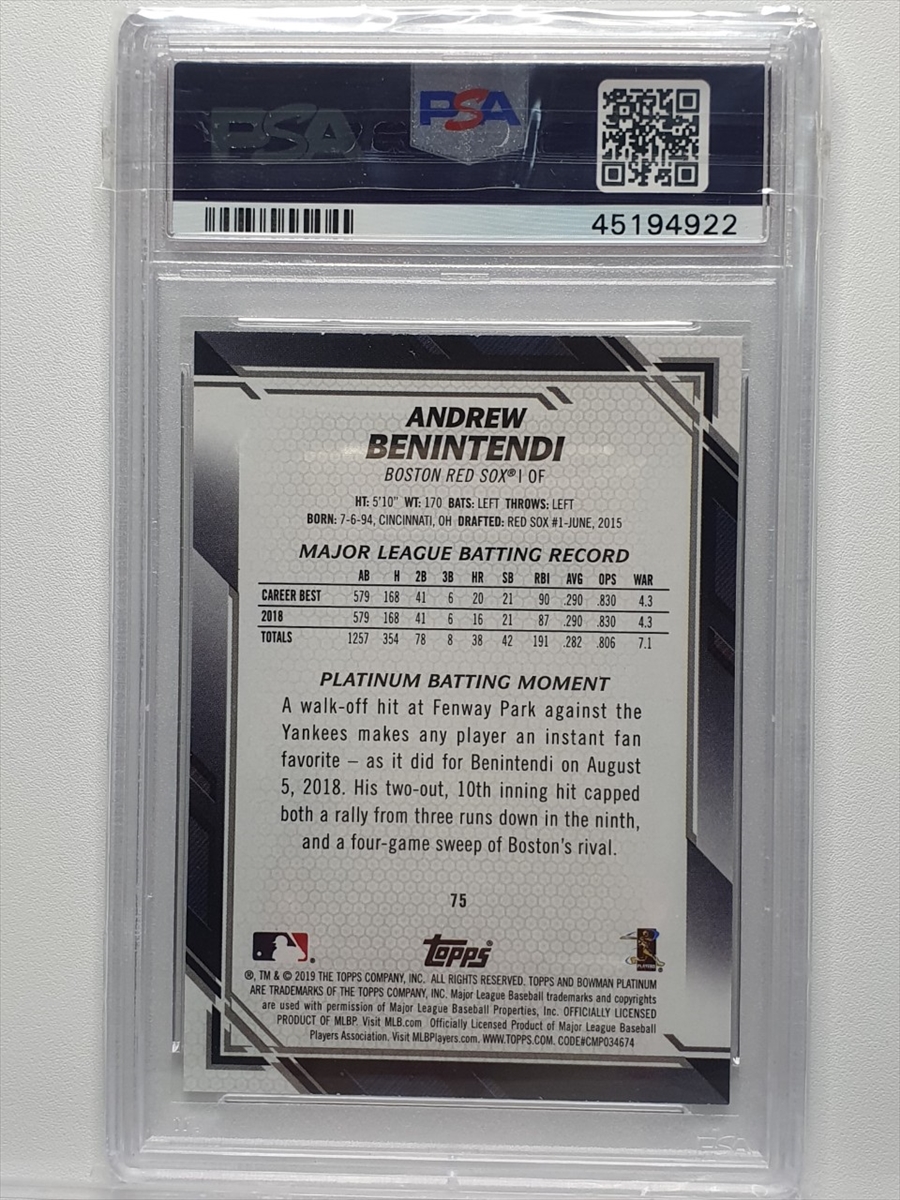 PSA
PSA
45194922
ANDREW
BENINTENDI
BOSTON RED SOX® | OF
HT: 5'10" WT: 170 BATS: LEFT THROWS: LEFT
BORN: 7-6-94, CINCINNATI, OH DRAFTED: RED SOX #1-JUNE, 2015
MAJOR LEAGUE BATTING RECORD
AB H 2B 3B HR SB RBI AVG OPS WAR
CAREER BEST 579 168 41 6 20 21 90 .290 .830 4.3
2018 579 168 41 6 16 21 87 .290 .830 4.3
TOTALS 1257 354 78 8 38 42 191 .282 .806 7.1
PLATINUM BATTING MOMENT
A walk-off hit at Fenway Park against the
Yankees makes any player an instant fan
favorite – as it did for Benintendi on August
5, 2018. His two-out, 10th inning hit capped
both a rally from three runs down in the ninth,
and a four-game sweep of Boston's rival.
75
Topps®
PLAYERS
®, TM & © 2019 THE TOPPS COMPANY, INC. ALL RIGHTS RESERVED. TOPPS AND BOWMAN PLATINUM
ARE TRADEMARKS OF THE TOPPS COMPANY, INC. Major League Baseball trademarks and copyrights
are used with permission of Major League Baseball Properties, Inc. OFFICIALLY LICENSED
PRODUCT OF MLBP. Visit MLB.com Officially Licensed Product of Major League Baseball
Players Association. Visit MLBPlayers.com. WWW.TOPPS.COM. CODE#CMP034674
PSA